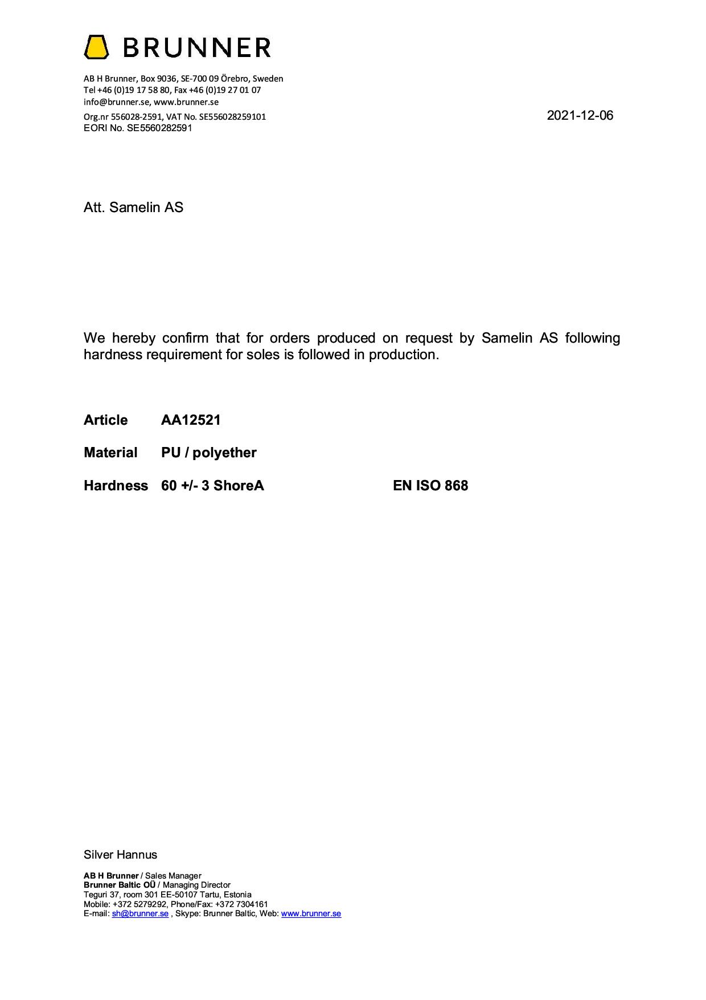 BRUNNER
AB H Brunner, Box 9036, SE-700 09 Örebro, Sweden
Tel +46 (0)19 17 58 80, Fax +46 (0)19 27 01 07
info@brunner.se, www.brunner.se
Org.nr 556028-2591, VAT No. SE556028259101
2021-12-06
EORI No. SE5560282591
Att. Samelin AS
We hereby confirm that for orders produced on request by Samelin AS following
hardness requirement for soles is followed in production.
Article AA12521
Material PU / polyether
Hardness 60 +/- 3 ShoreA EN ISO 868
Silver Hannus
AB H Brunner / Sales Manager
Brunner Baltic OÜ / Managing Director
Teguri 37, room 301 EE-50107 Tartu, Estonia
Mobile: +372 5279292, Phone/Fax: +372 7304161
E-mail: sh@brunner.se , Skype: Brunner Baltic, Web: www.brunner.se